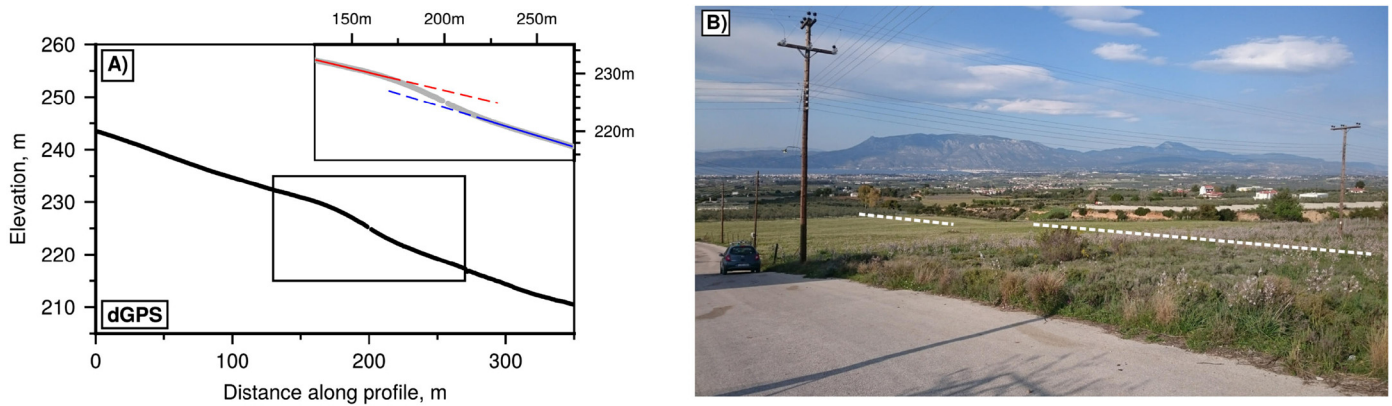 150m 200m 250m
260
A)
B)
230m
250
220m
240
230
220
210
dGPS
0 100 200 300
Elevation, m
Distance along profile, m